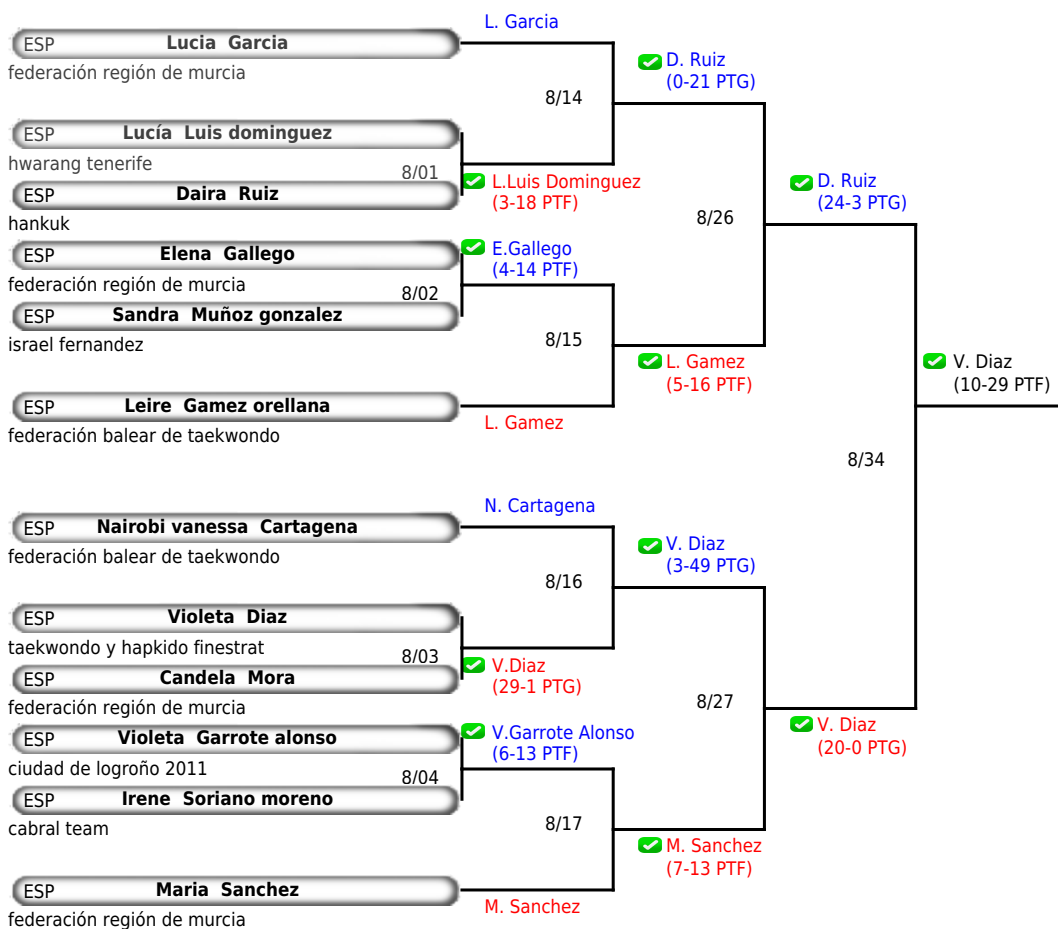 L. Garcia
ESP Lucia Garcia
federación región de murcia
D. Ruiz
(0-21 PTG)
8/14
ESP Lucía Luis dominguez
hwarang tenerife
8/01
L.Luis Dominguez
(3-18 PTF)
D. Ruiz
(24-3 PTG)
ESP Daira Ruiz
hankuk
8/26
ESP Elena Gallego
E.Gallego
(4-14 PTF)
federación región de murcia
8/02
ESP Sandra Muñoz gonzalez
israel fernandez
8/15
L. Gamez
(5-16 PTF)
V. Diaz
(10-29 PTF)
ESP Leire Gamez orellana
federación balear de taekwondo
L. Gamez
8/34
N. Cartagena
ESP Nairobi vanessa Cartagena
federación balear de taekwondo
V. Diaz
(3-49 PTG)
8/16
ESP Violeta Diaz
taekwondo y hapkido finestrat
8/03
V.Diaz
(29-1 PTG)
ESP Candela Mora
federación región de murcia
8/27
V. Diaz
(20-0 PTG)
ESP Violeta Garrote alonso
V.Garrote Alonso
(6-13 PTF)
ciudad de logroño 2011
8/04
ESP Irene Soriano moreno
cabral team
8/17
M. Sanchez
(7-13 PTF)
ESP Maria Sanchez
federación región de murcia
M. Sanchez